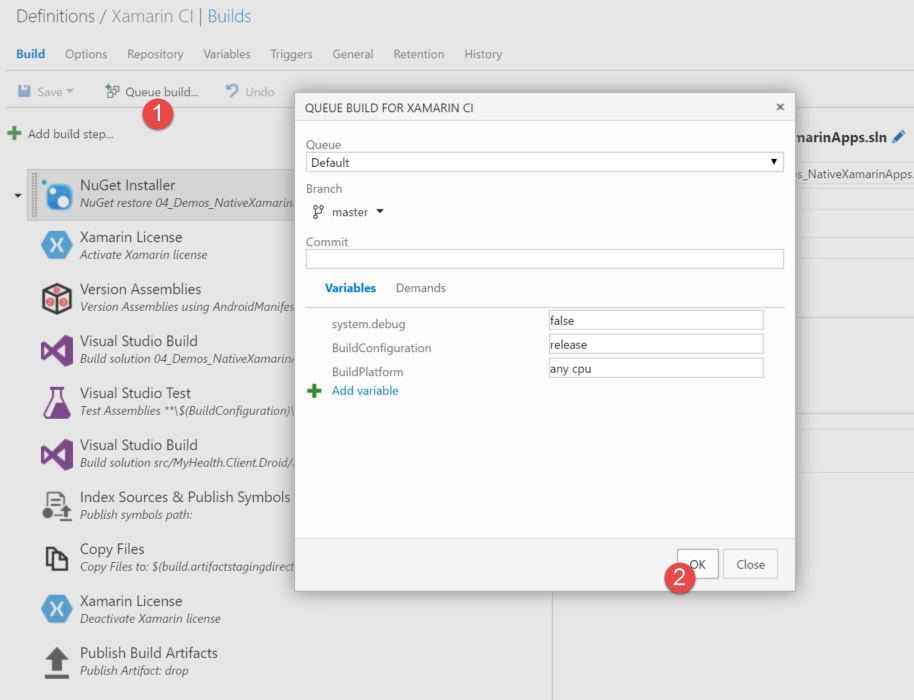 Definitions / Xamarin CI | Builds
Build Options Repository Variables Triggers General Retention History
Save Queue build... Undo
1
Add build step...
NuGet Installer
NuGet restore 04_Demos_NativeXamarin
Xamarin License
Activate Xamarin license
Version Assemblies
Version Assemblies using AndroidManifes
Visual Studio Build
Build solution 04_Demos_NativeXamarin
Visual Studio Test
Test Assemblies **\$(BuildConfiguration)\
Visual Studio Build
Build solution src/MyHealth.Client.Droid/
Index Sources & Publish Symbols
Publish symbols path:
Copy Files
Copy Files to: $(build.artifactstagingdirect
Xamarin License
Deactivate Xamarin license
Publish Build Artifacts
Publish Artifact: drop
QUEUE BUILD FOR XAMARIN CI
Queue
Default
Branch
master
Commit
Variables Demands
system.debug false
BuildConfiguration release
BuildPlatform any cpu
Add variable
OK Close
2
marinApps.sln
s_NativeXamarinApps.